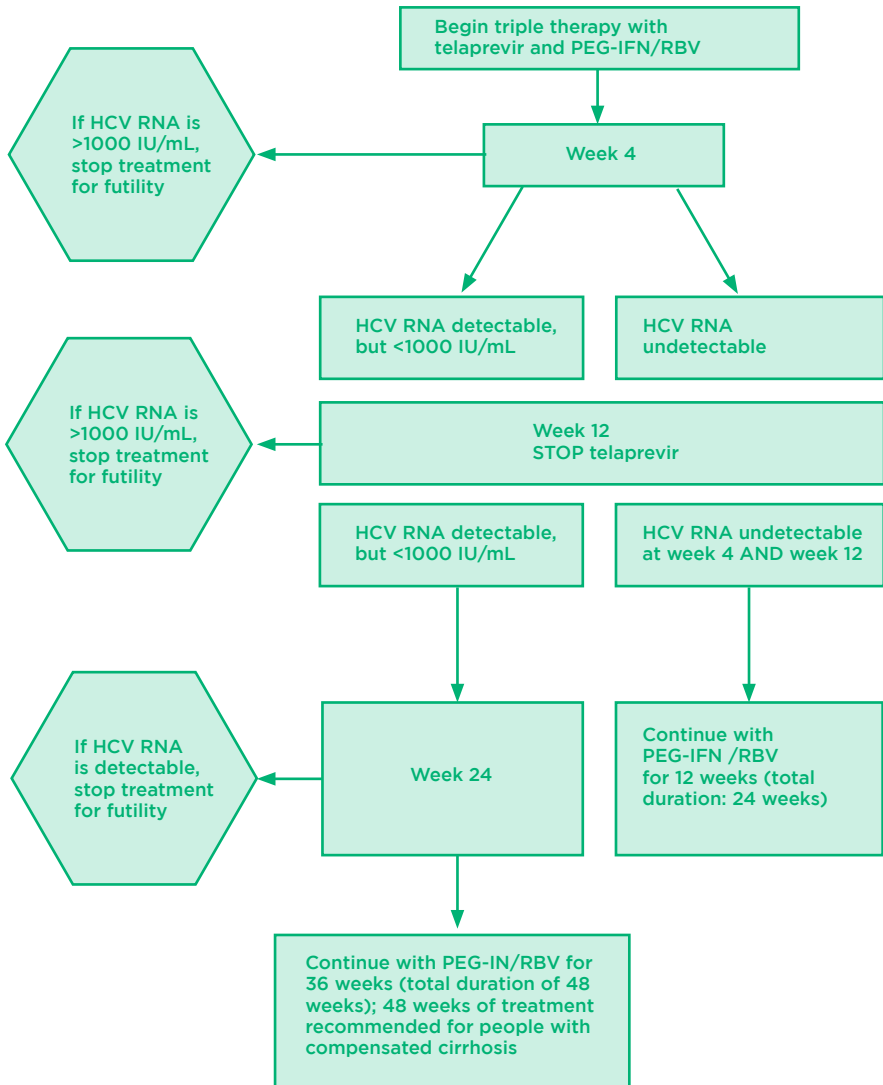 Begin triple therapy with
telaprevir and PEG-IFN/RBV
If HCV RNA is
>1000 IU/mL,
stop treatment
for futility
Week 4
HCV RNA detectable,
but <1000 IU/mL
HCV RNA
undetectable
If HCV RNA is
>1000 IU/mL,
stop treatment
for futility
Week 12
STOP telaprevir
HCV RNA detectable,
but <1000 IU/mL
HCV RNA undetectable
at week 4 AND week 12
If HCV RNA
is detectable,
stop treatment
for futility
Week 24
Continue with
PEG-IFN /RBV
for 12 weeks (total
duration: 24 weeks)
Continue with PEG-IN/RBV for
36 weeks (total duration of 48
weeks); 48 weeks of treatment
recommended for people with
compensated cirrhosis